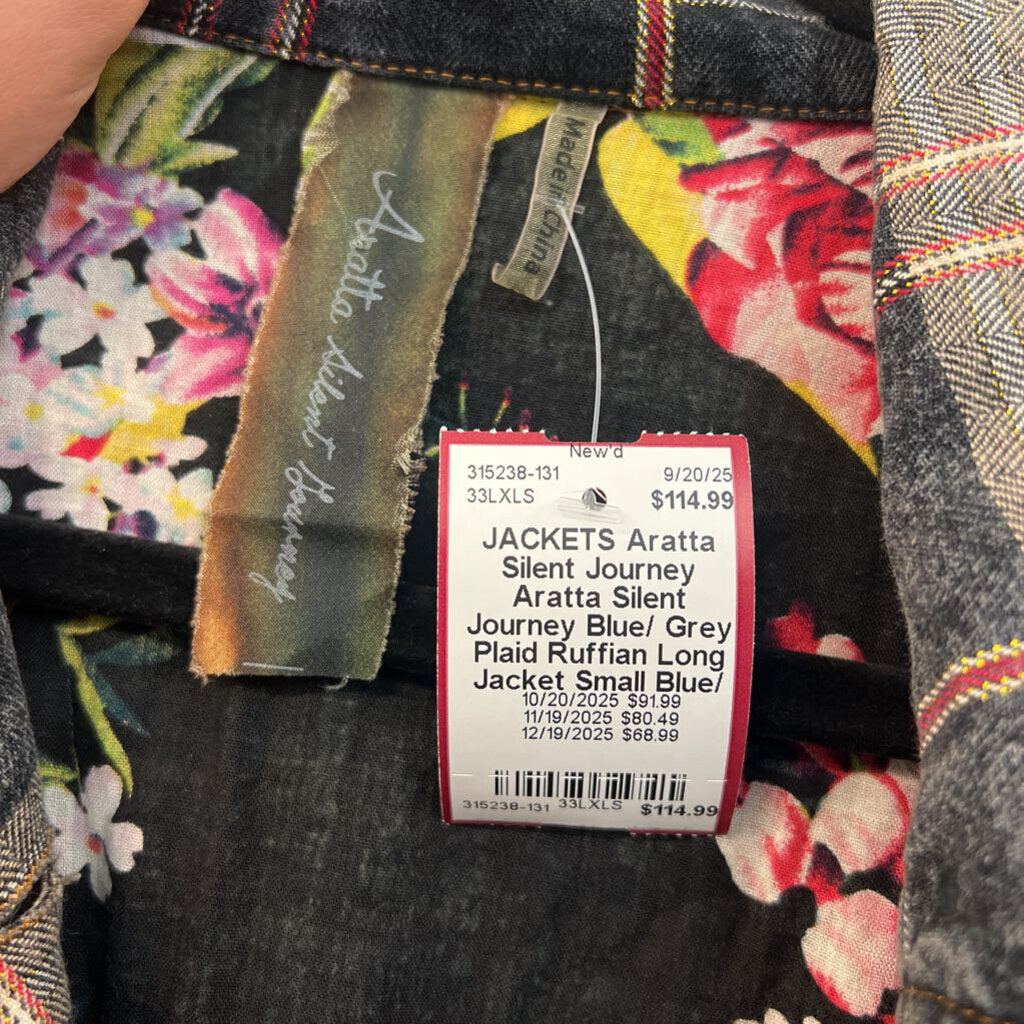 Aratta Silent Journey
Made in China
New'd
315238-131 9/20/25
33LXLS $114.99
JACKETS Aratta
Silent Journey
Aratta Silent
Journey Blue/ Grey
Plaid Ruffian Long
Jacket Small Blue/
10/20/2025 $91.99
11/19/2025 $80.49
12/19/2025 $68.99
315238-131 33LXLS $114.99